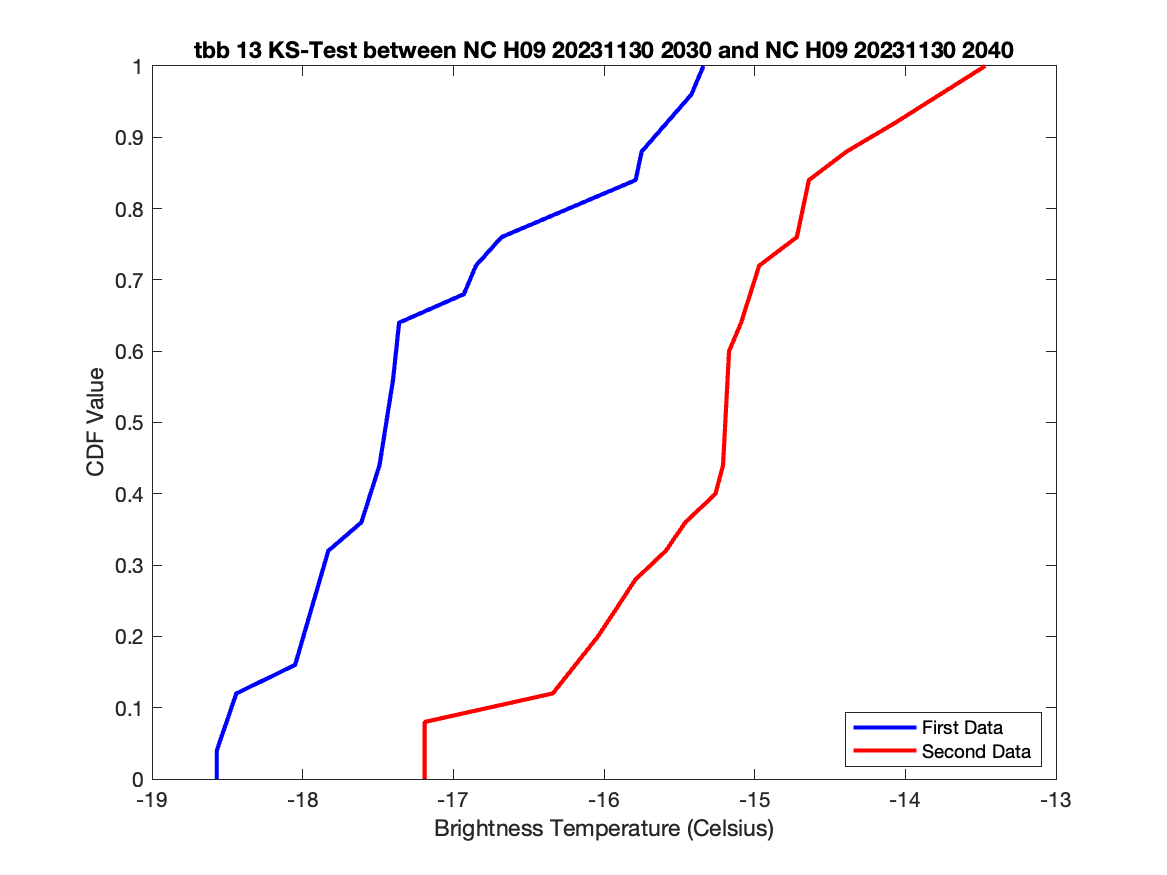 tbb 13 KS-Test between NC H09 20231130 2030 and NC H09 20231130 2040
1
0.9
0.8
0.7
0.6
0.5
0.4
0.3
0.2
0.1
0
CDF Value
First Data
Second Data
-19 -18 -17 -16 -15 -14 -13
Brightness Temperature (Celsius)